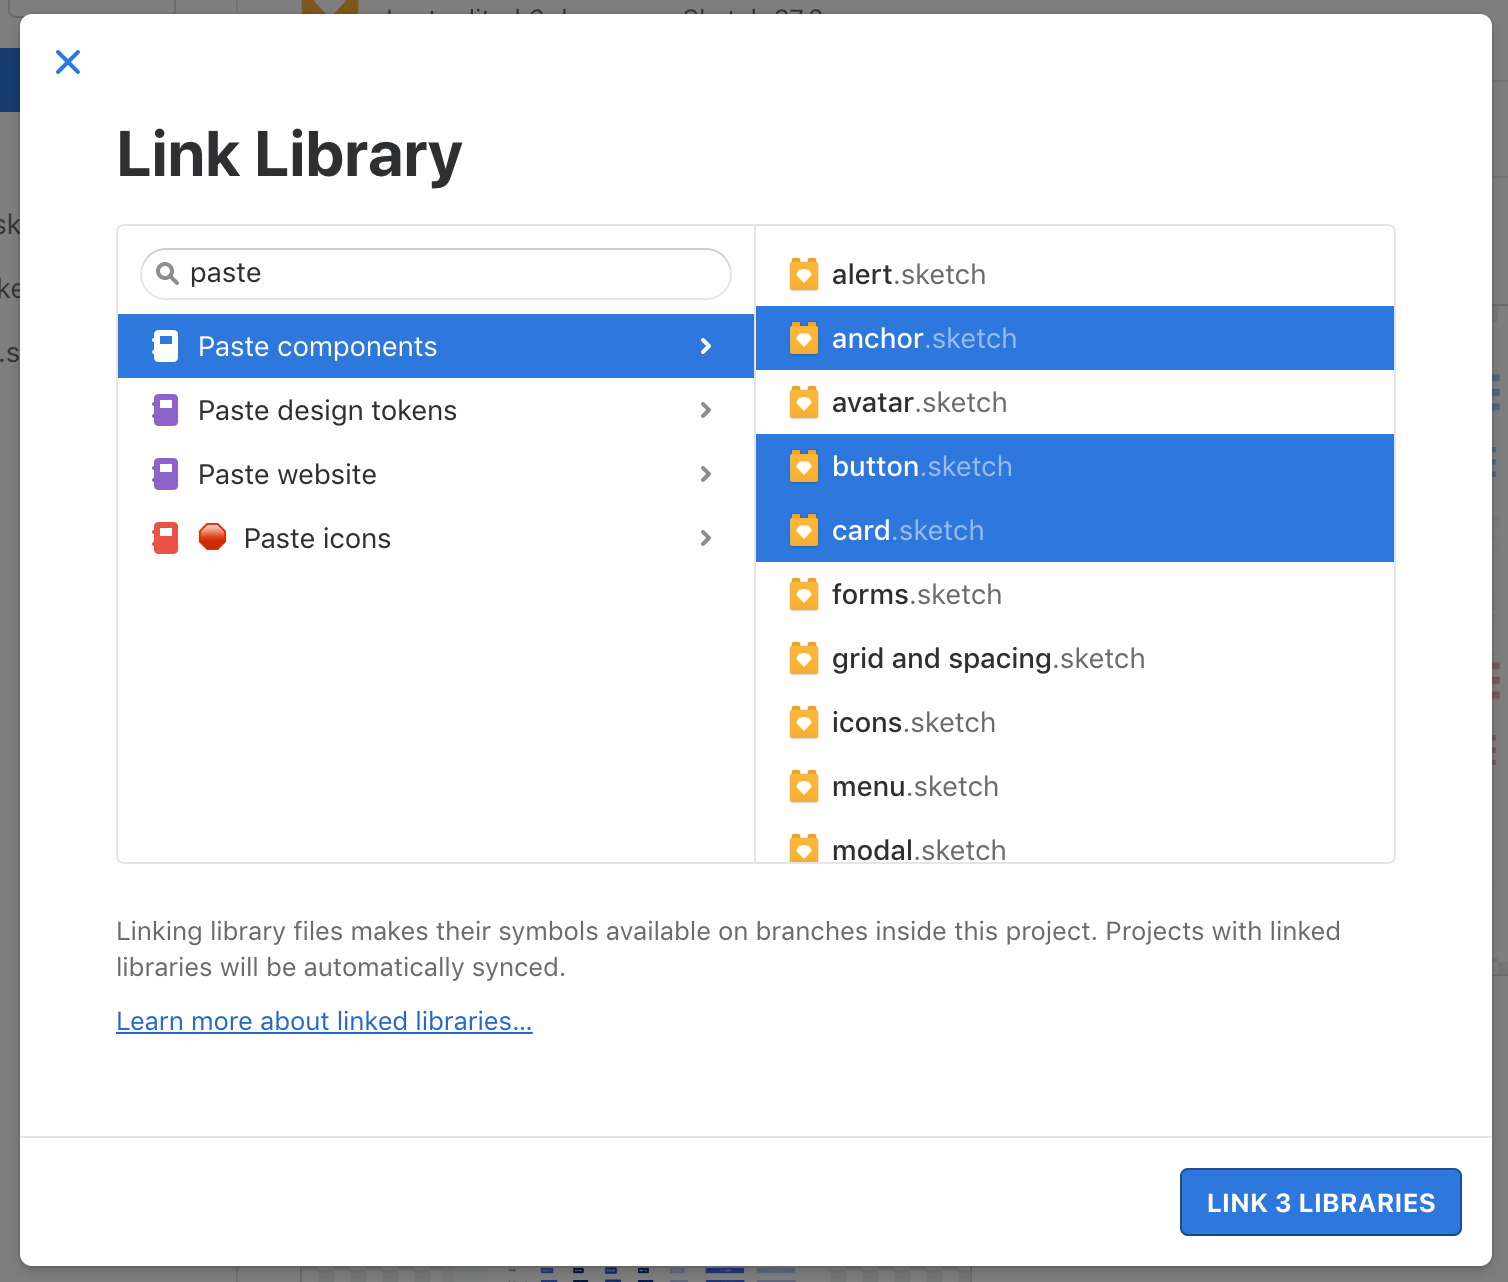 Link Library
paste
Paste components
Paste design tokens
Paste website
Paste icons
alert.sketch
anchor.sketch
avatar.sketch
button.sketch
card.sketch
forms.sketch
grid and spacing.sketch
icons.sketch
menu.sketch
modal.sketch
Linking library files makes their symbols available on branches inside this project. Projects with linked
libraries will be automatically synced.
Learn more about linked libraries...
LINK 3 LIBRARIES